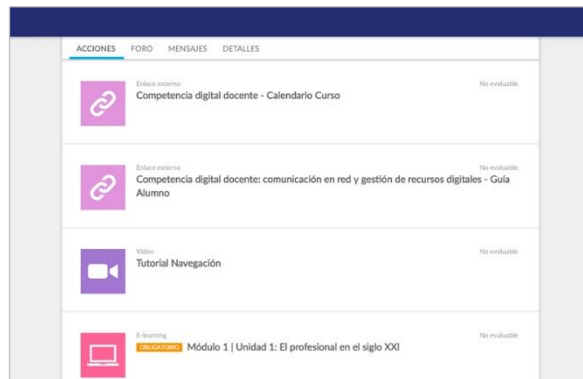 ACCIONES FORO MENSAJES DETALLES
Enlace externo No evaluable
Competencia digital docente - Calendario Curso
Enlace externo No evaluable
Competencia digital docente: comunicación en red y gestión de recursos digitales - Guía
Alumno
Vídeo No evaluable
Tutorial Navegación
E-learning No evaluable
OBLIGATORIO Módulo 1 | Unidad 1: El profesional en el siglo XXI